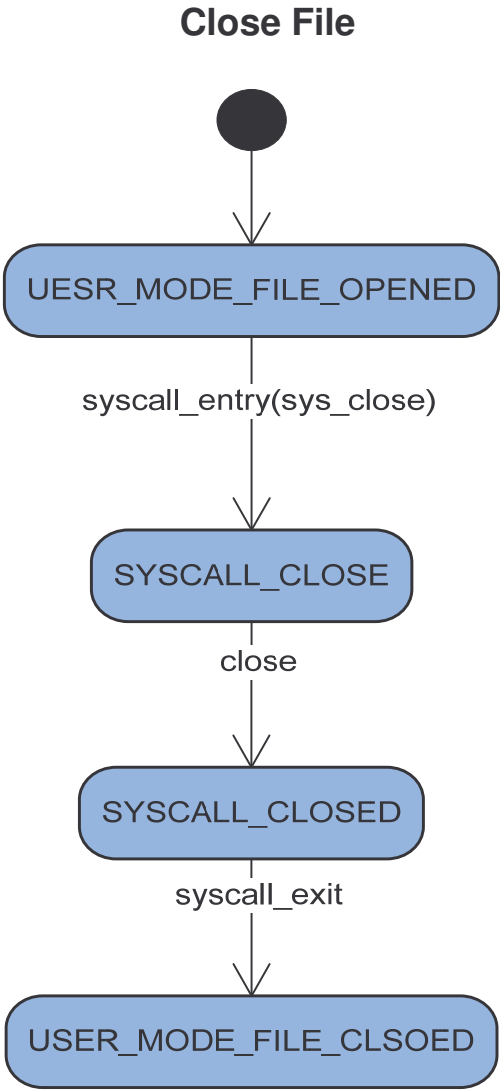 Close File
UESR_MODE_FILE_OPENED
syscall_entry(sys_close)
SYSCALL_CLOSE
close
SYSCALL_CLOSED
syscall_exit
USER_MODE_FILE_CLSOED